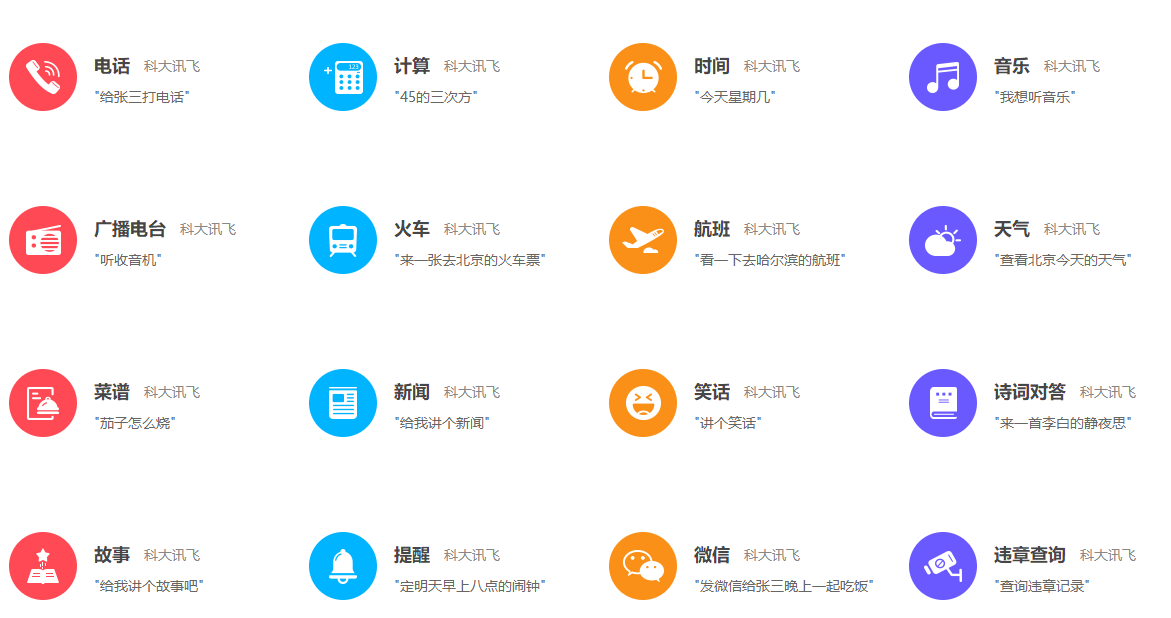 电话 科大讯飞
"给张三打电话"
计算 科大讯飞
"45的三次方"
时间 科大讯飞
"今天星期几"
音乐 科大讯飞
"我想听音乐"
广播电台 科大讯飞
"听收音机"
火车 科大讯飞
"来一张去北京的火车票"
航班 科大讯飞
"看一下去哈尔滨的航班"
天气 科大讯飞
"查看北京今天的天气"
菜谱 科大讯飞
"茄子怎么烧"
新闻 科大讯飞
"给我讲个新闻"
笑话 科大讯飞
"讲个笑话"
诗词对答 科大讯飞
"来一首李白的静夜思"
故事 科大讯飞
"给我讲个故事吧"
提醒 科大讯飞
"定明天早上八点的闹钟"
微信 科大讯飞
"发微信给张三晚上一起吃饭"
违章查询 科大讯飞
"查询违章记录"